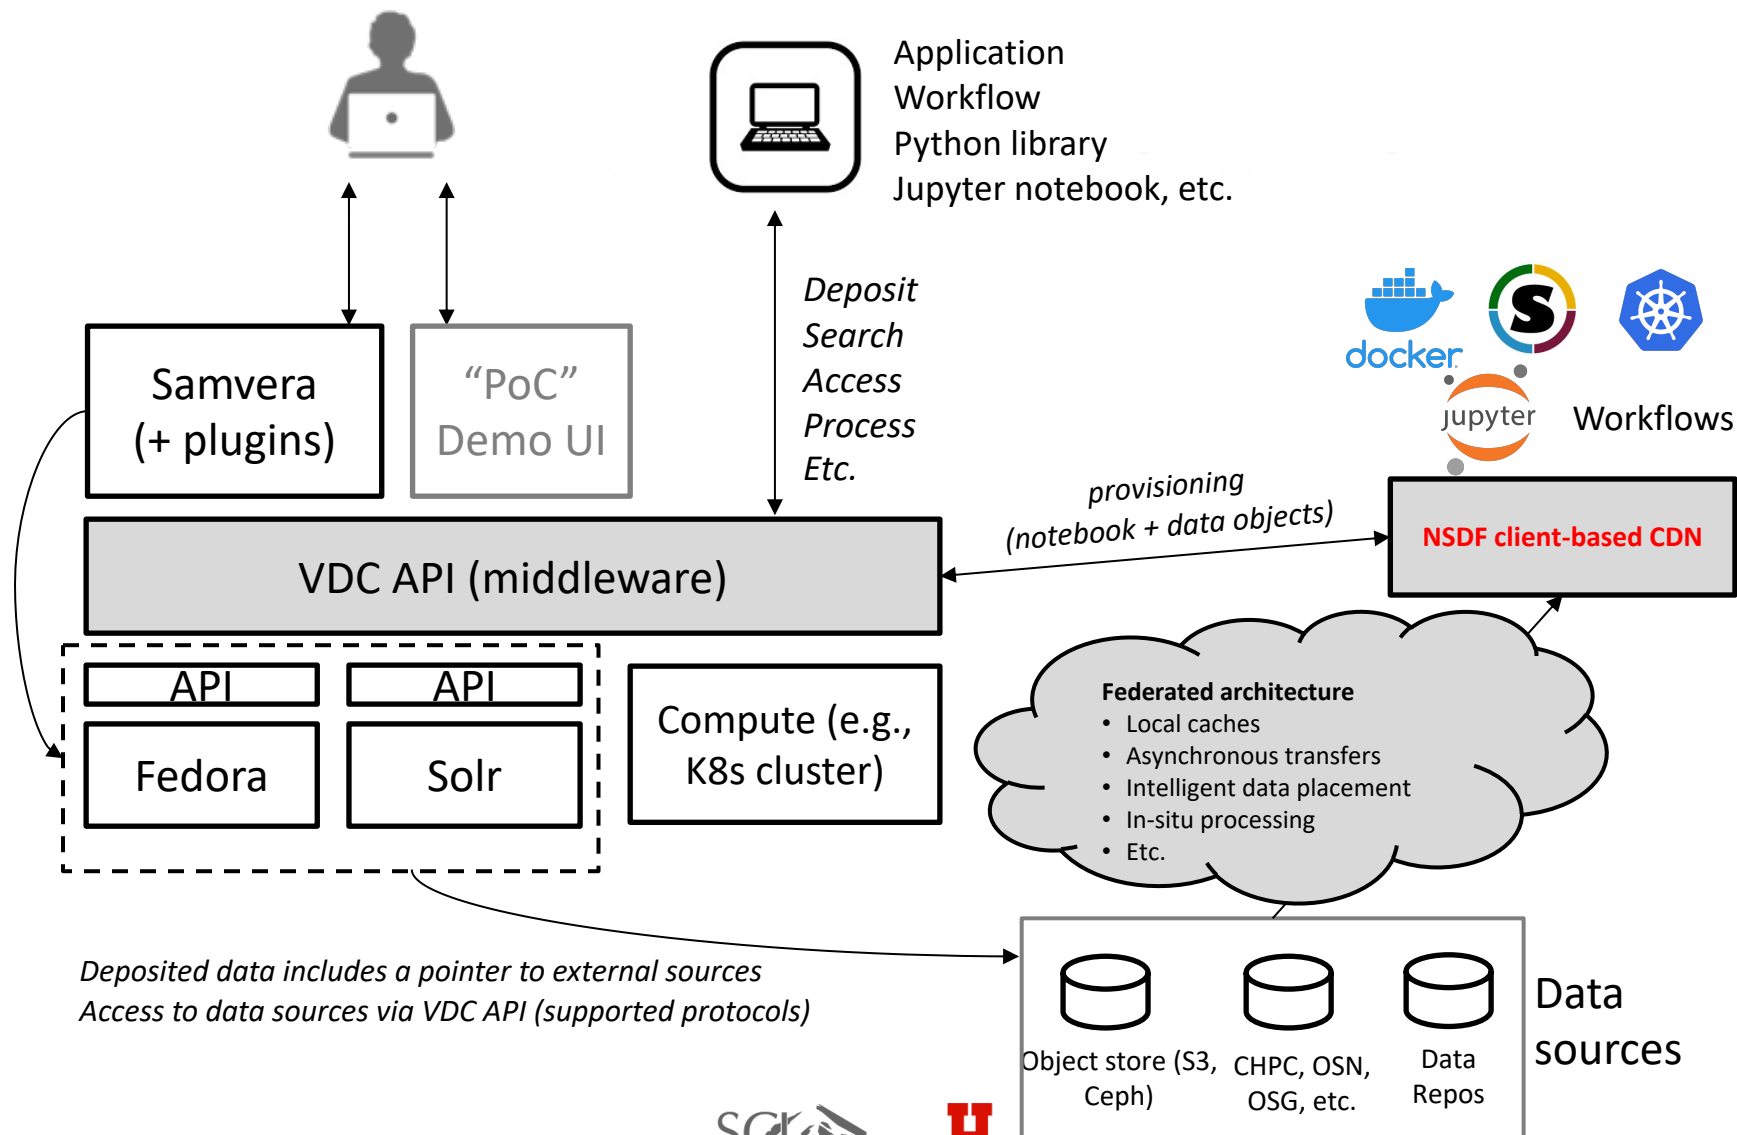 Application
Workflow
Python library
Jupyter notebook, etc.
Deposit
Search
Access
Process
Etc.
docker
S
jupyter
Workflows
Samvera
(+ plugins)
“PoC”
Demo UI
provisioning
(notebook + data objects)
NSDF client-based CDN
VDC API (middleware)
API
API
Fedora
Solr
Compute (e.g.,
K8s cluster)
Federated architecture
• Local caches
• Asynchronous transfers
• Intelligent data placement
• In-situ processing
• Etc.
Deposited data includes a pointer to external sources
Access to data sources via VDC API (supported protocols)
Data
sources
Object store (S3,
Ceph)
CHPC, OSN,
OSG, etc.
Data
Repos